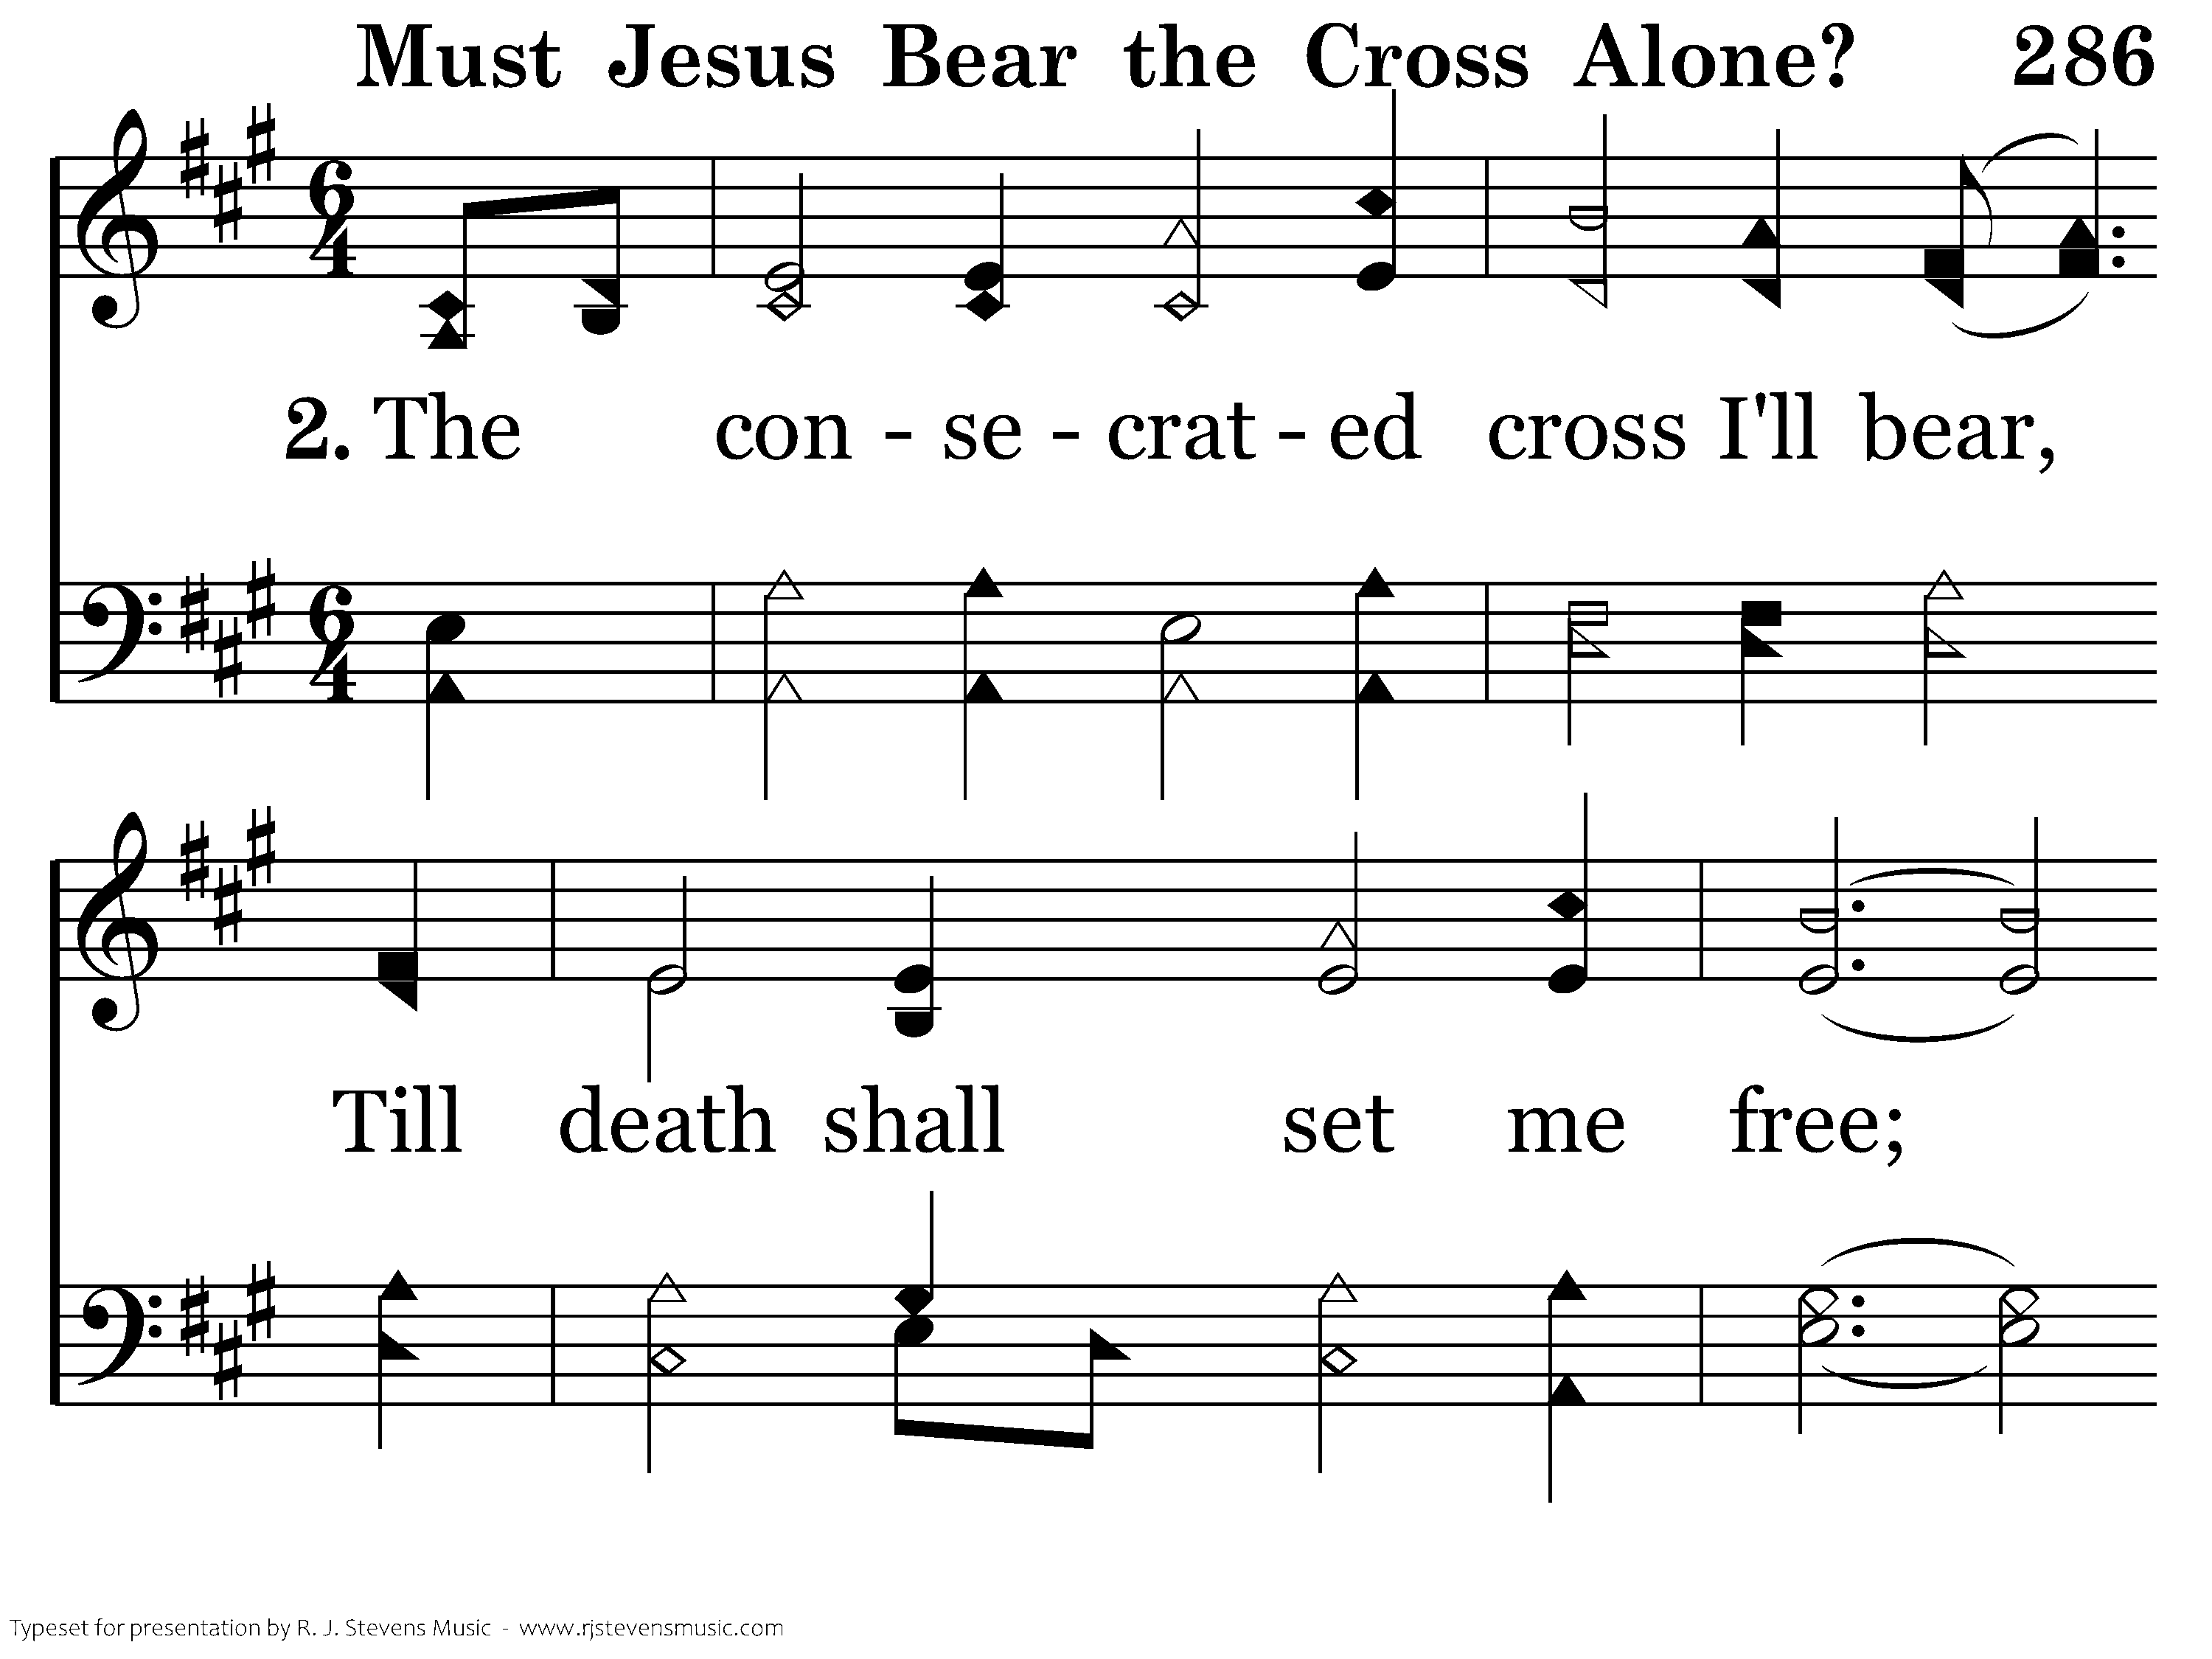 Must Jesus Bear the Cross Alone? 286
6
4
2. The con - se - crat - ed cross I'll bear,
6
4
Till death shall set me free;
Typeset for presentation by R. J. Stevens Music - www.rjstevensmusic.com